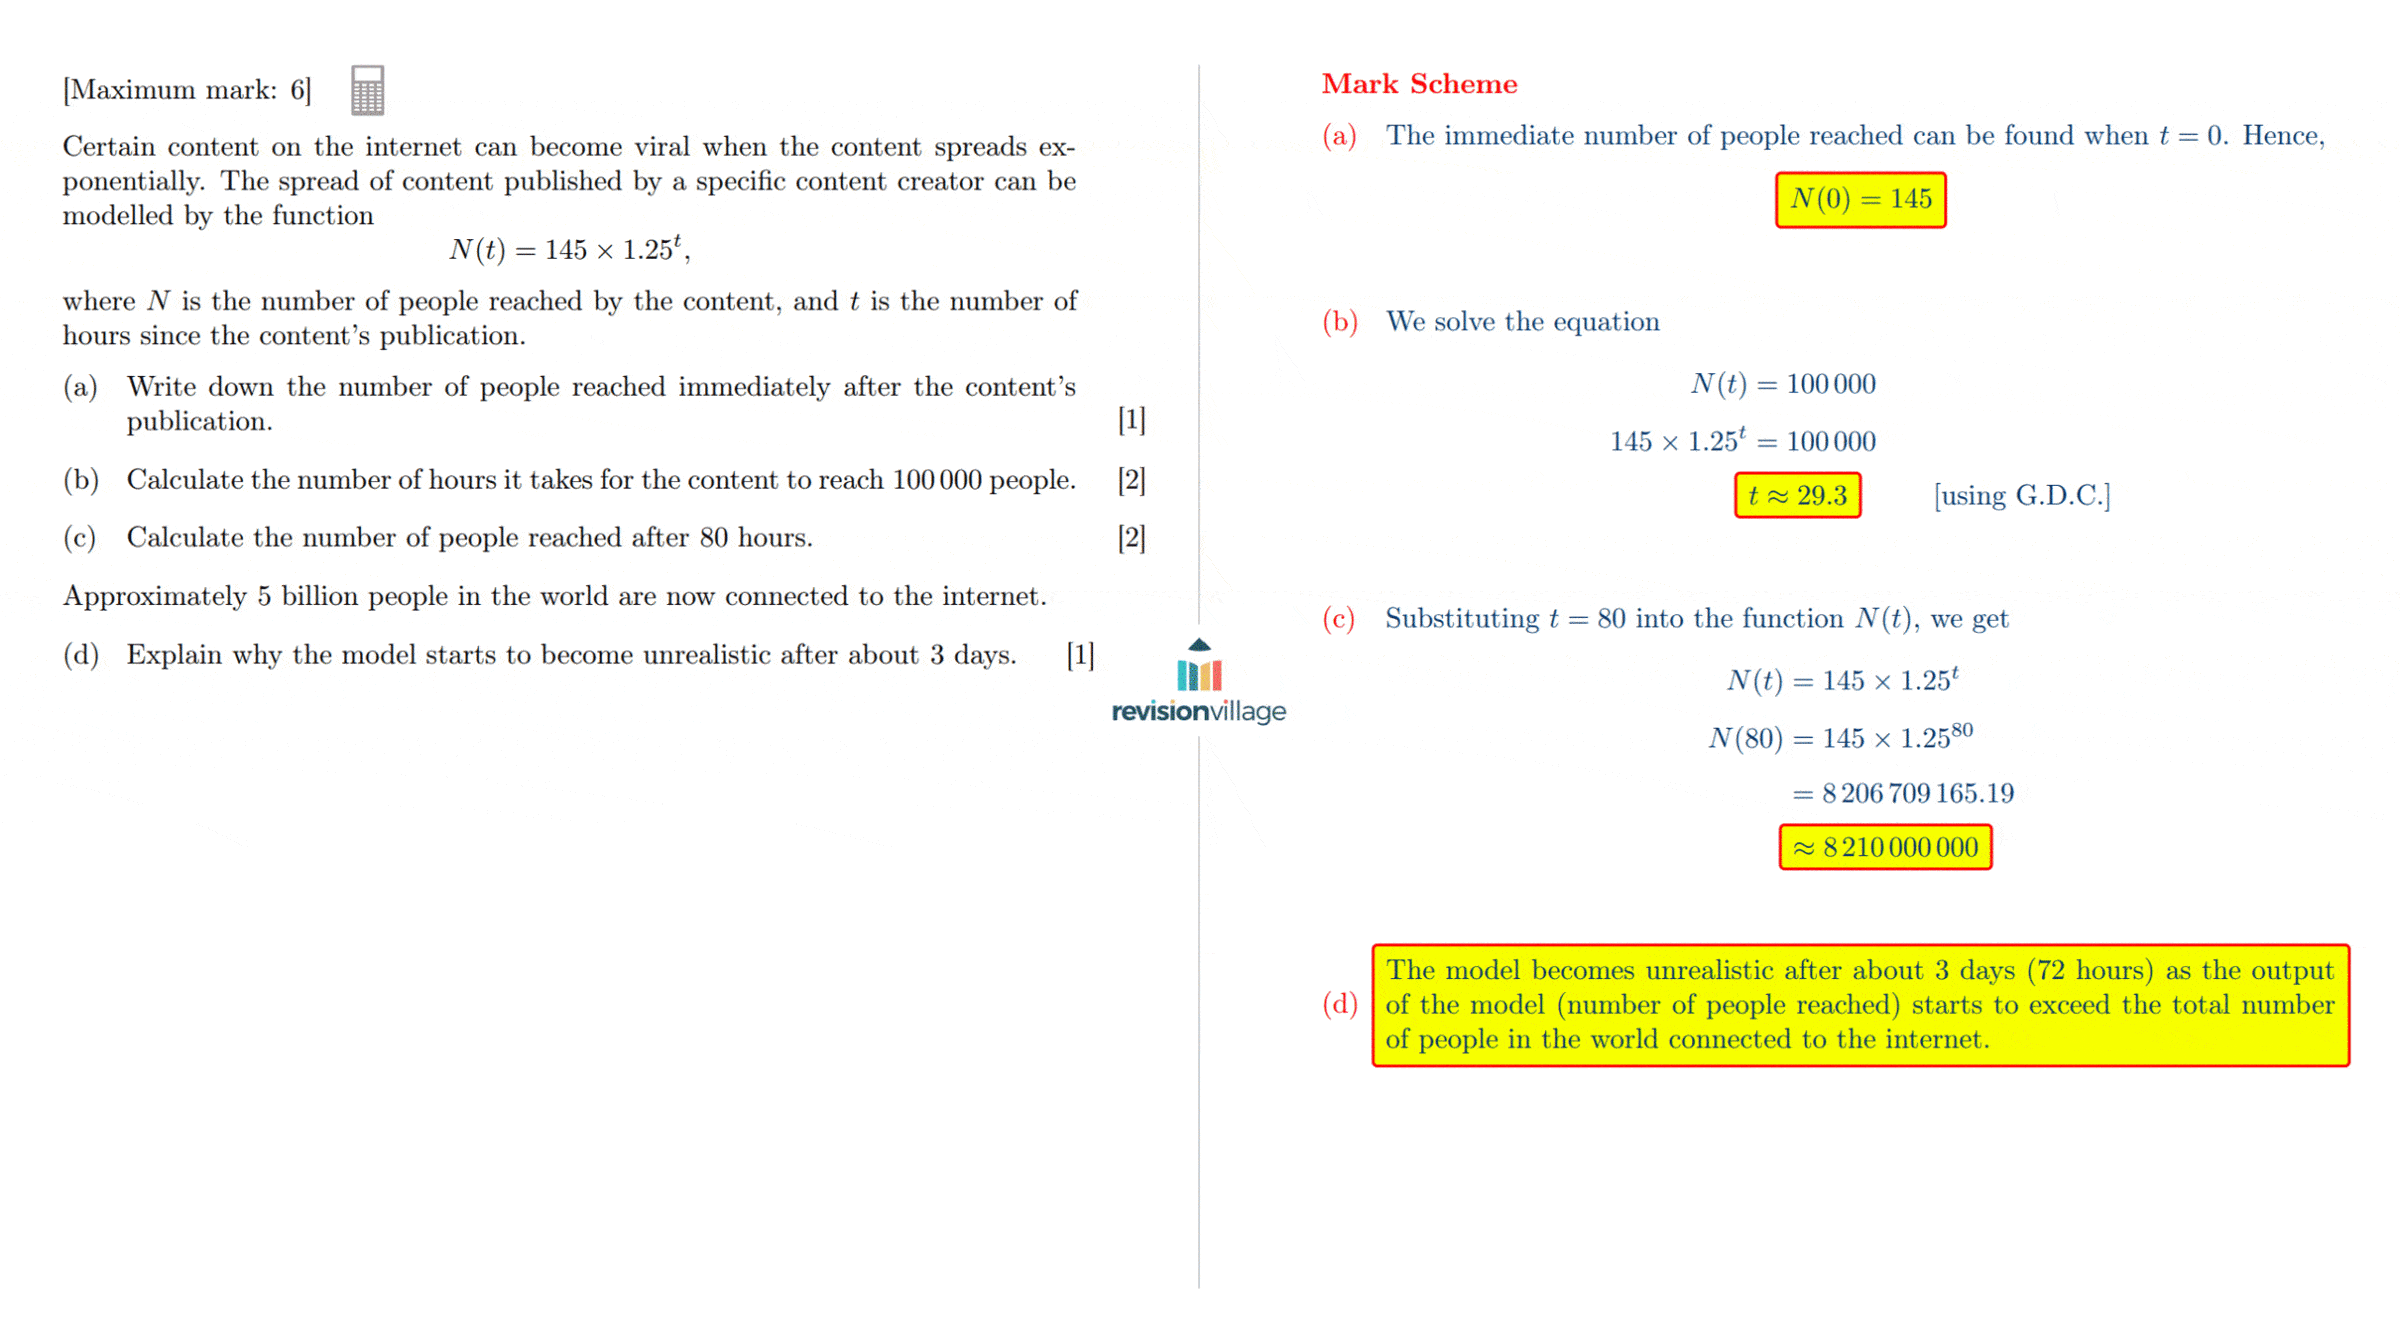 [Maximum mark: 6]
Certain content on the internet can become viral when the content spreads ex-
ponentially. The spread of content published by a specific content creator can be
modelled by the function
N(t) = 145 × 1.25^t,
where N is the number of people reached by the content, and t is the number of
hours since the content's publication.
(a) Write down the number of people reached immediately after the content's
publication. [1]
(b) Calculate the number of hours it takes for the content to reach 100 000 people. [2]
(c) Calculate the number of people reached after 80 hours. [2]
Approximately 5 billion people in the world are now connected to the internet.
(d) Explain why the model starts to become unrealistic after about 3 days. [1]
revisionvillage
Mark Scheme
(a) The immediate number of people reached can be found when t = 0. Hence,
N(0) = 145
(b) We solve the equation
N(t) = 100 000
145 × 1.25^t = 100 000
t ≈ 29.3 [using G.D.C.]
(c) Substituting t = 80 into the function N(t), we get
N(t) = 145 × 1.25^t
N(80) = 145 × 1.25^80
= 8 206 709 165.19
≈ 8 210 000 000
The model becomes unrealistic after about 3 days (72 hours) as the output
(d) of the model (number of people reached) starts to exceed the total number
of people in the world connected to the internet.